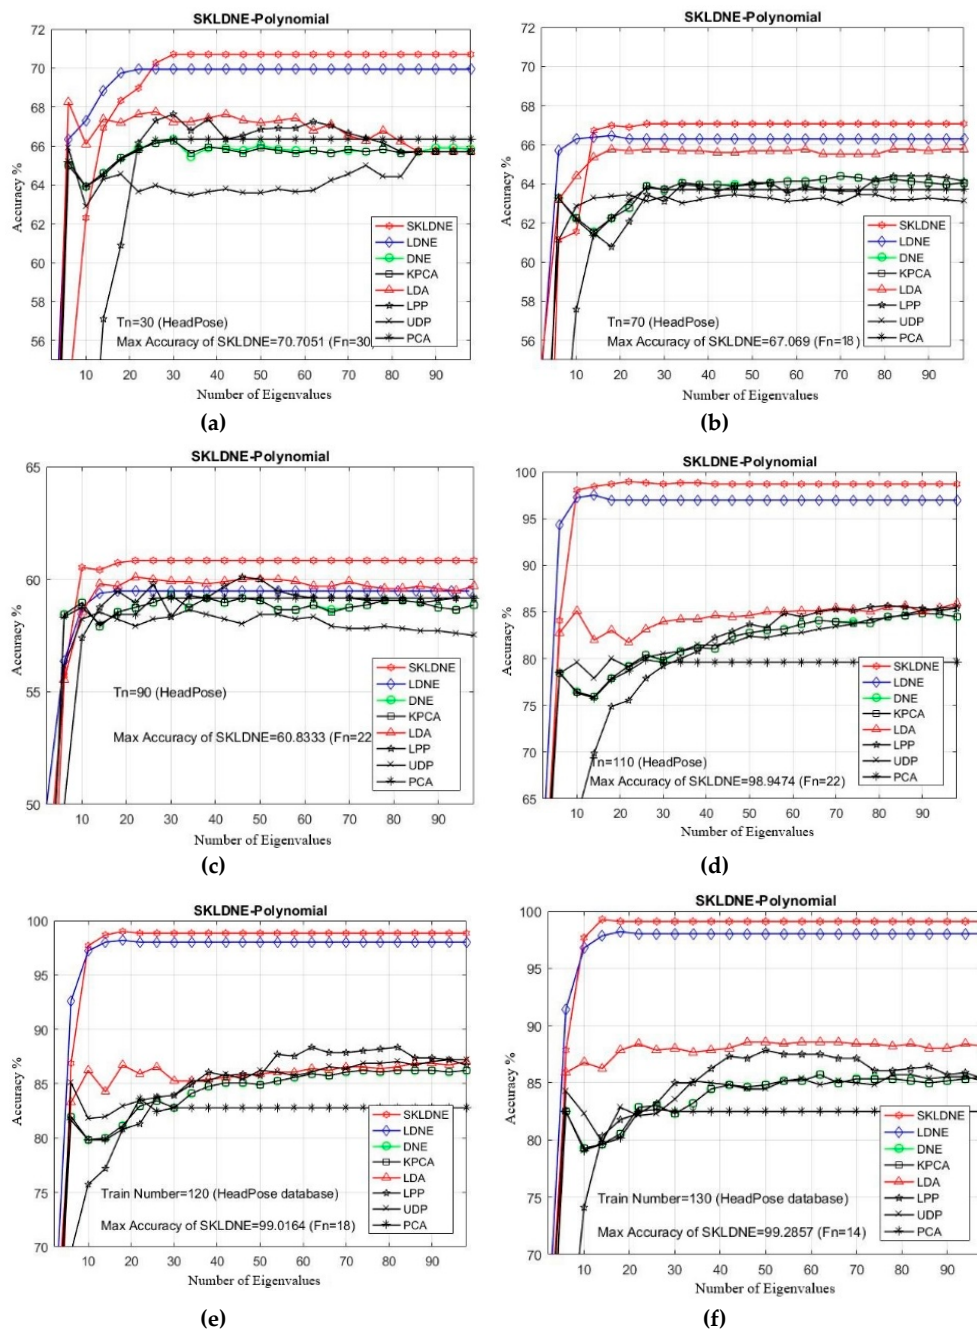 SKLDNE-Polynomial
72
70
68
66
64
62
60
58
56
Accuracy %
SKLDNE
LDNE
DNE
KPCA
LDA
LPP
UDP
PCA
Tn=30 (HeadPose)
Max Accuracy of SKLDNE=70.7051 (Fn=30)
10 20 30 40 50 60 70 80 90
Number of Eigenvalues
(a)
SKLDNE-Polynomial
72
70
68
66
64
62
60
58
56
Accuracy %
SKLDNE
LDNE
DNE
KPCA
LDA
LPP
UDP
PCA
Tn=70 (HeadPose)
Max Accuracy of SKLDNE=67.069 (Fn=18)
10 20 30 40 50 60 70 80 90
Number of Eigenvalues
(b)
SKLDNE-Polynomial
65
60
55
50
Accuracy %
SKLDNE
LDNE
DNE
KPCA
LDA
LPP
UDP
PCA
Tn=90 (HeadPose)
Max Accuracy of SKLDNE=60.8333 (Fn=22
10 20 30 40 50 60 70 80 90
Number of Eigenvalues
(c)
SKLDNE-Polynomial
100
95
90
85
80
75
70
65
Accuracy %
SKLDNE
LDNE
DNE
KPCA
LDA
LPP
UDP
PCA
Tn=110 (HeadPose)
Max Accuracy of SKLDNE=98.9474 (Fn=22)
10 20 30 40 50 60 70 80 90
Number of Eigenvalues
(d)
SKLDNE-Polynomial
100
95
90
85
80
75
70
Accuracy %
SKLDNE
LDNE
DNE
KPCA
LDA
LPP
UDP
PCA
Train Number=120 (HeadPose database)
Max Accuracy of SKLDNE=99.0164 (Fn=18)
10 20 30 40 50 60 70 80 90
Number of Eigenvalues
(e)
SKLDNE-Polynomial
100
95
90
85
80
75
70
Accuracy %
SKLDNE
LDNE
DNE
KPCA
LDA
LPP
UDP
PCA
Train Number=130 (HeadPose database)
Max Accuracy of SKLDNE=99.2857 (Fn=14)
10 20 30 40 50 60 70 80 90
Number of Eigenvalues
(f)